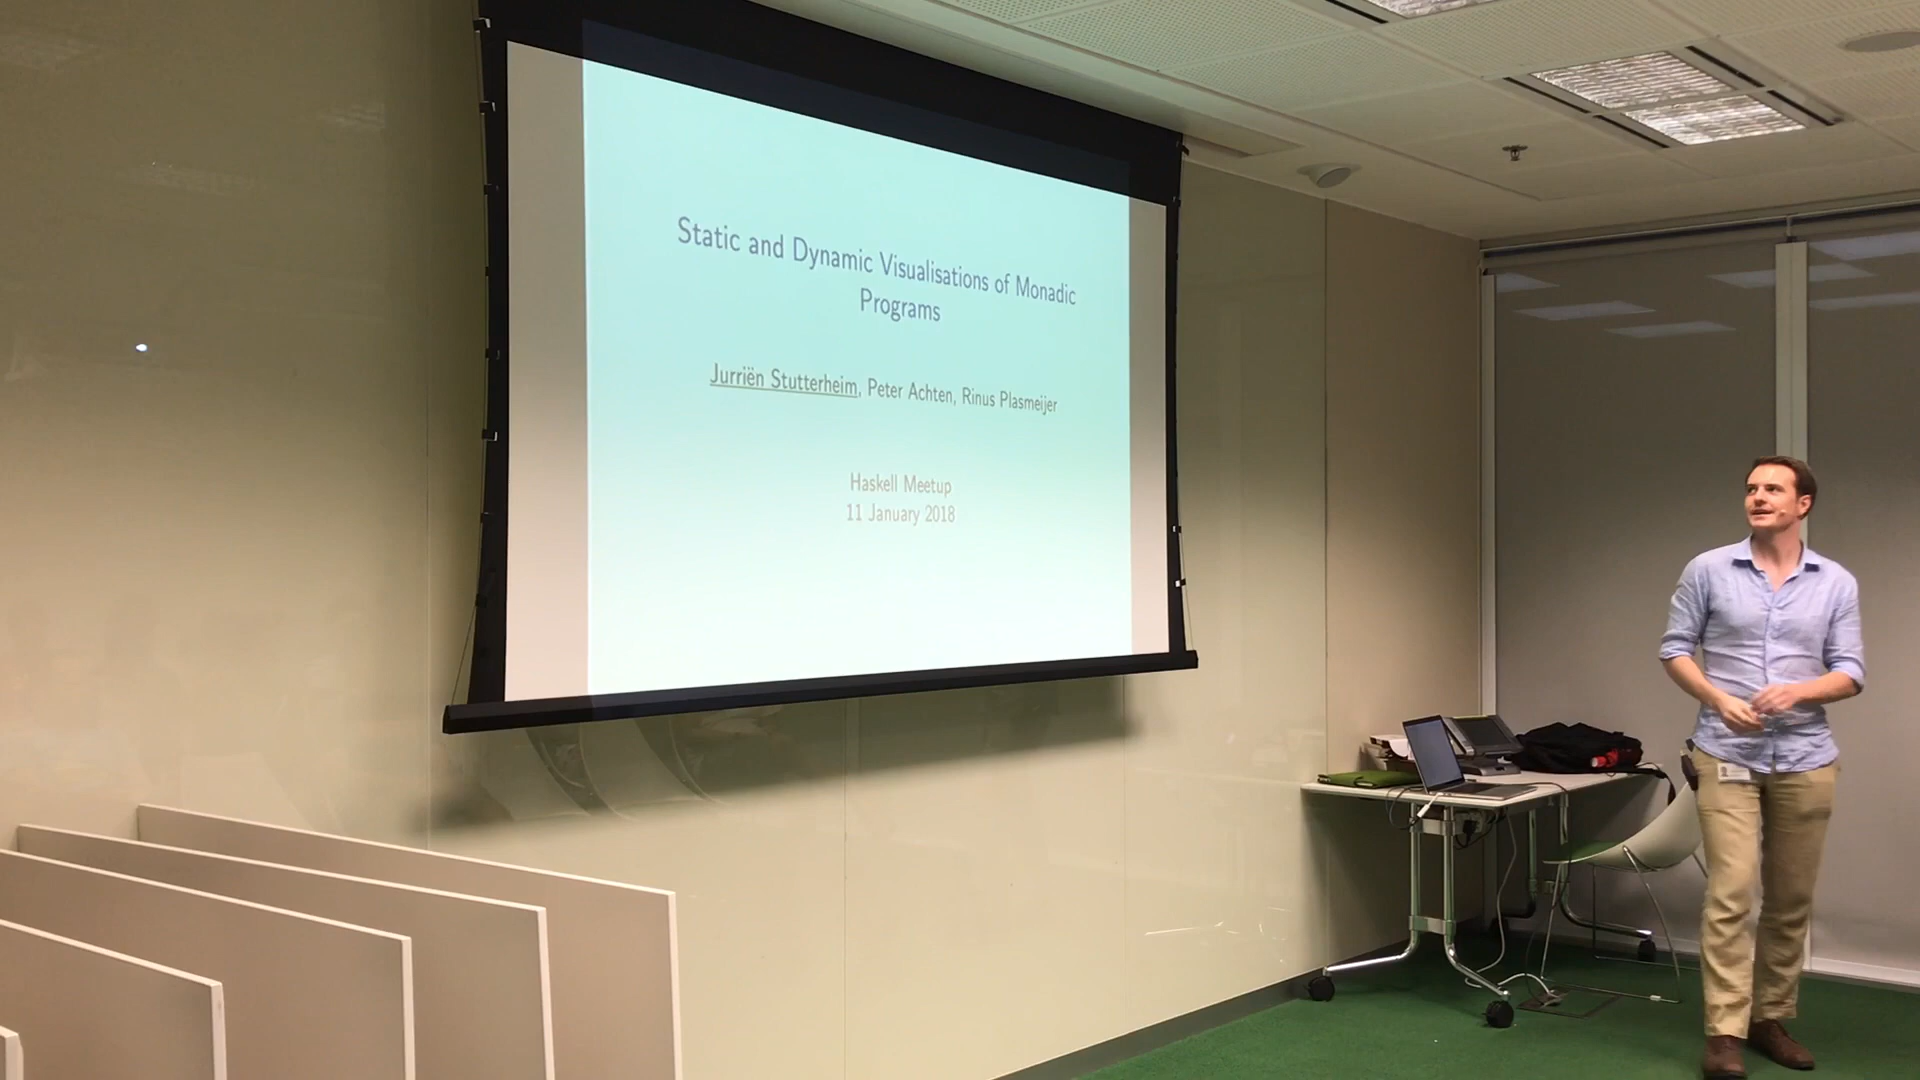 Static and Dynamic Visualisations of Monadic
Programs
Jurriën Stutterheim, Peter Achten, Rinus Plasmeijer
Haskell Meetup
11 January 2018